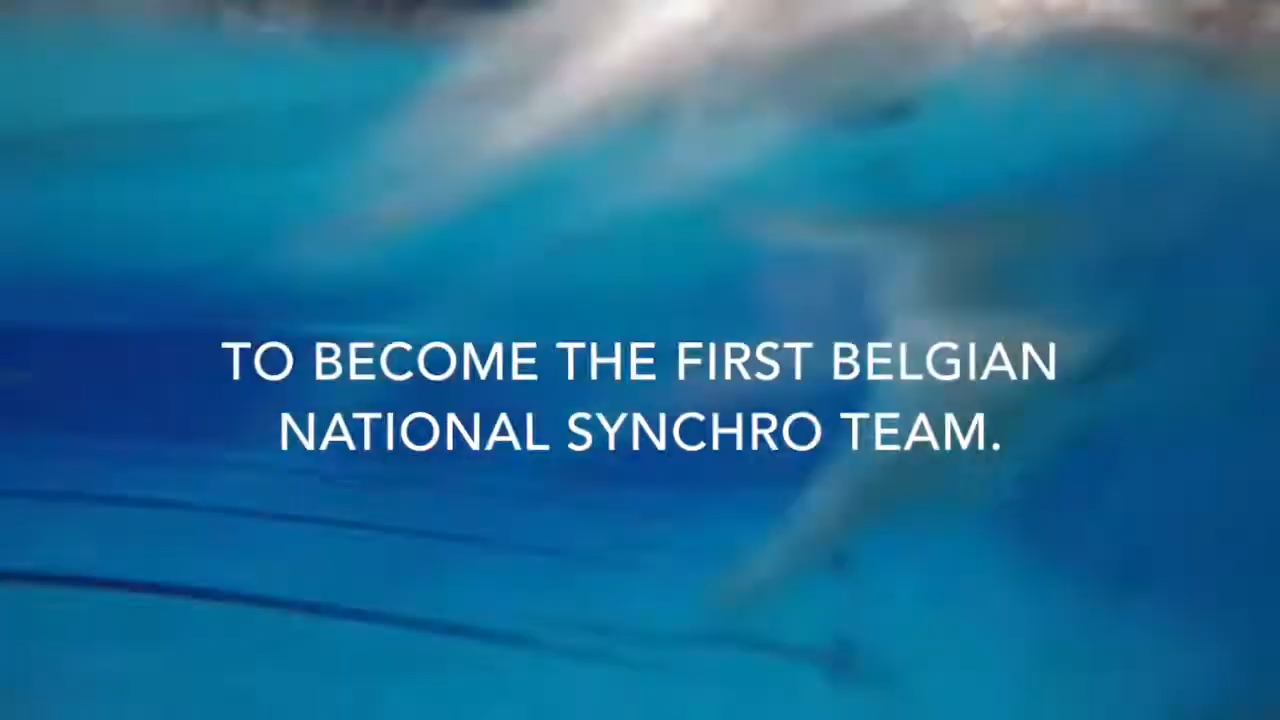 TO BECOME THE FIRST BELGIAN
NATIONAL SYNCHRO TEAM.